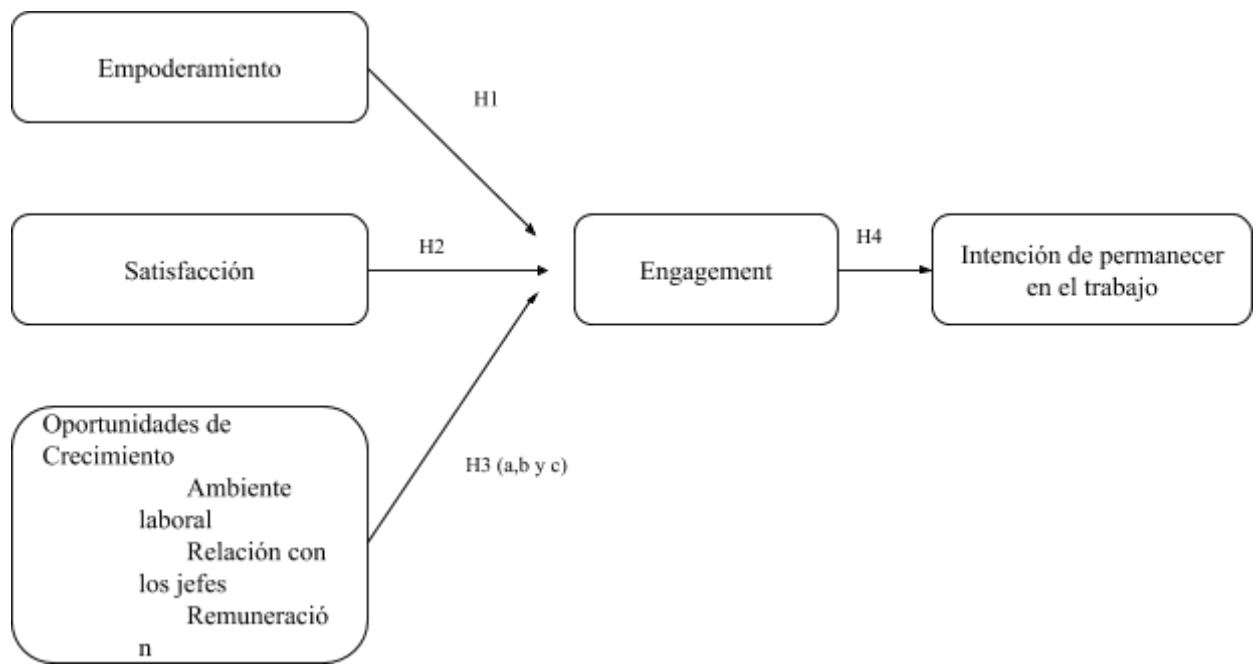 Empoderamiento
H1
Satisfacción
H2
Engagement
H4
Intención de permanecer
en el trabajo
Oportunidades de
Crecimiento
Ambiente
laboral
Relación con
los jefes
Remuneració
n
H3 (a,b y c)